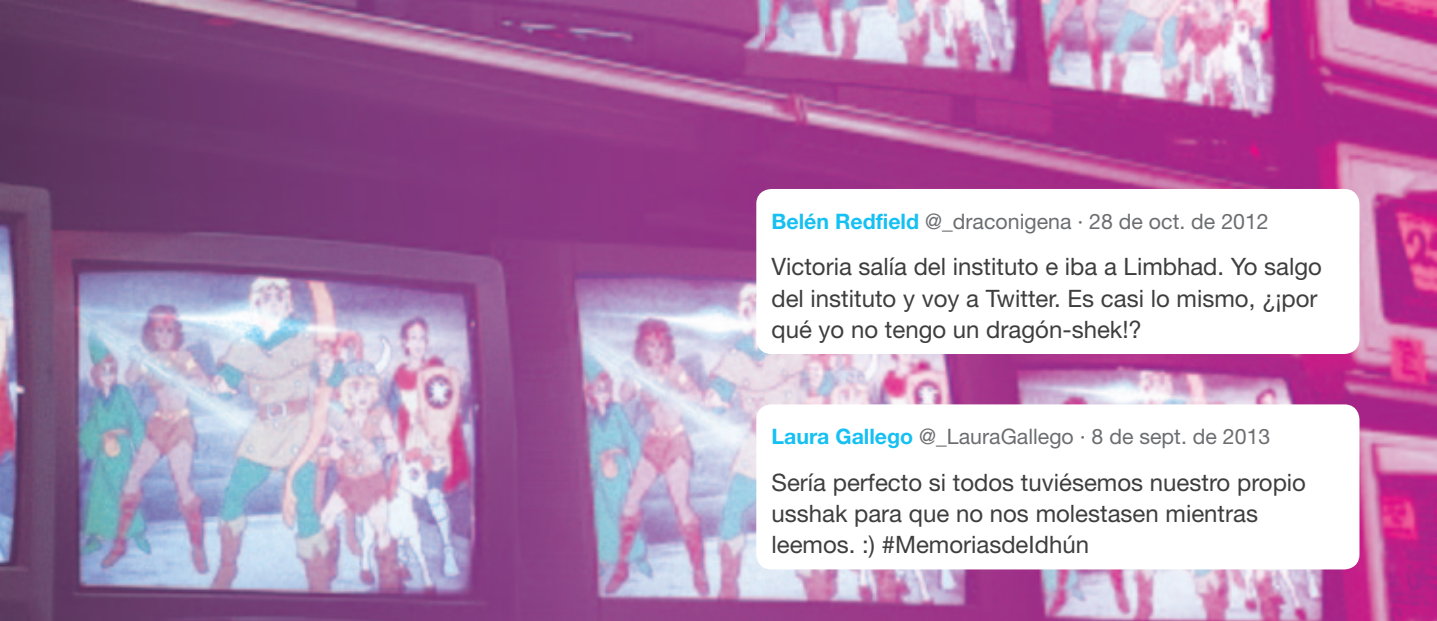 Belén Redfield @_draconigena · 28 de oct. de 2012
Victoria salía del instituto e iba a Limbhad. Yo salgo
del instituto y voy a Twitter. Es casi lo mismo, ¿¡por
qué yo no tengo un dragón-shek!?
Laura Gallego @_LauraGallego · 8 de sept. de 2013
Sería perfecto si todos tuviésemos nuestro propio
usshak para que no nos molestasen mientras
leemos. :) #MemoriasdeIdhún